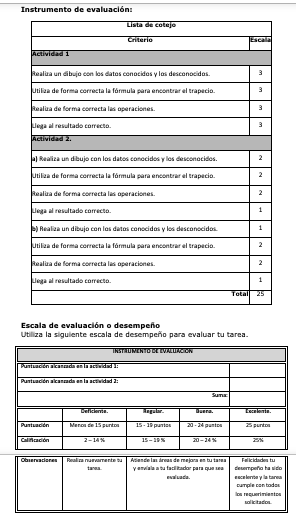 Instrumento de evaluación:
Lista de cotejo
Criterio Escala
Actividad 1
Realiza un dibujo con los datos conocidos y los desconocidos. 3
Utiliza de forma correcta la fórmula para encontrar el trapecio. 3
Realiza de forma correcta las operaciones. 3
Llega al resultado correcto. 3
Actividad 2.
a) Realiza un dibujo con los datos conocidos y los desconocidos. 2
Utiliza de forma correcta la fórmula para encontrar el trapecio. 2
Realiza de forma correcta las operaciones. 2
Llega al resultado correcto. 1
b) Realiza un dibujo con los datos conocidos y los desconocidos. 1
Utiliza de forma correcta la fórmula para encontrar el trapecio. 2
Realiza de forma correcta las operaciones. 2
Llega al resultado correcto. 1
Total 25
Escala de evaluación o desempeño
Utiliza la siguiente escala de desempeño para evaluar tu tarea.
INSTRUMENTO DE EVALUACIÓN
Puntuación alcanzada en la actividad 1:
Puntuación alcanzada en la actividad 2:
Suma:
Deficiente. Regular. Buena. Excelente.
Puntuación Menos de 15 puntos 15 - 19 puntos 20 - 24 puntos 25 puntos
Calificación 2 – 14 % 15 – 19 % 20 – 24 % 25%
Observaciones Realiza nuevamente tu Atiende las áreas de mejora en tu tarea Felicidades tu
tarea. y envíala a tu facilitador para que sea desempeño ha sido
evaluada. excelente y la tarea
cumple con todos
los requerimientos
solicitados.